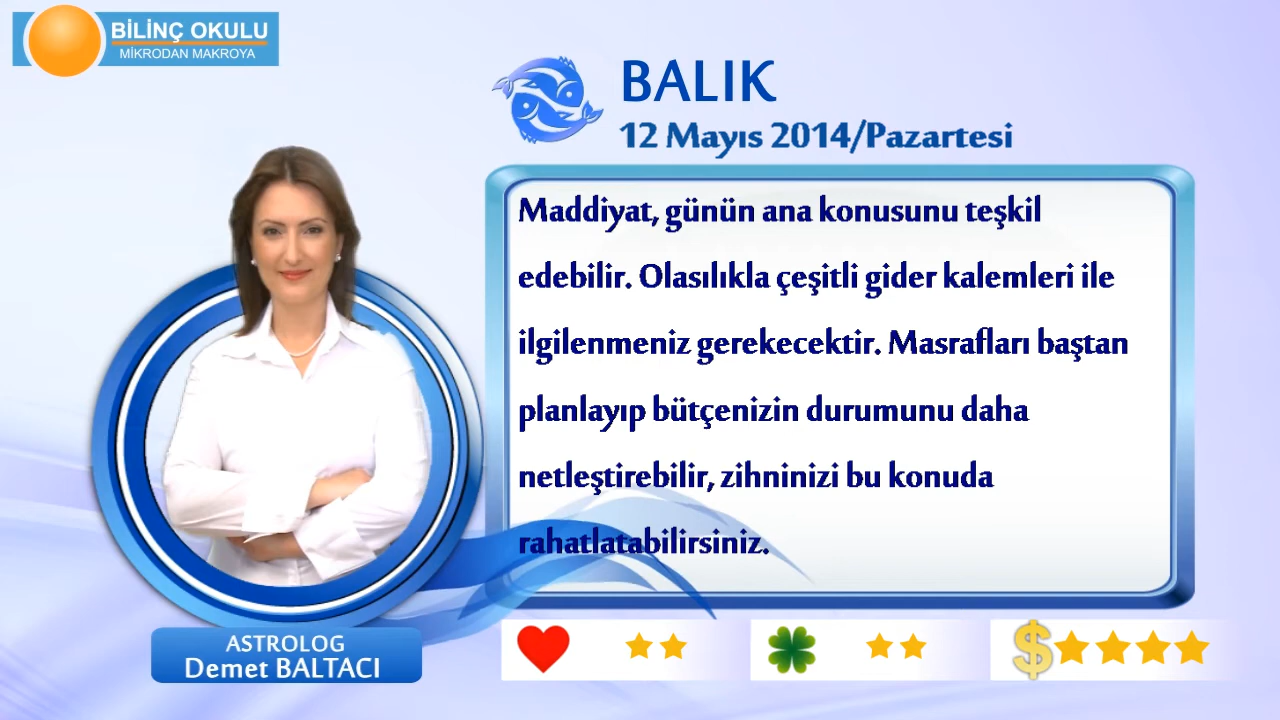 BİLİNÇ OKULU
MİKRODAN MAKROYA
BALIK
12 Mayıs 2014/Pazartesi
Maddiyat, günün ana konusunu teşkil
edebilir. Olasılıkla çeşitli gider kalemleri ile
ilgilenmeniz gerekecektir. Masrafları baştan
planlayıp bütçenizin durumunu daha
netleştirebilir, zihninizi bu konuda
rahatlatabilirsiniz.
ASTROLOG
Demet BALTACI